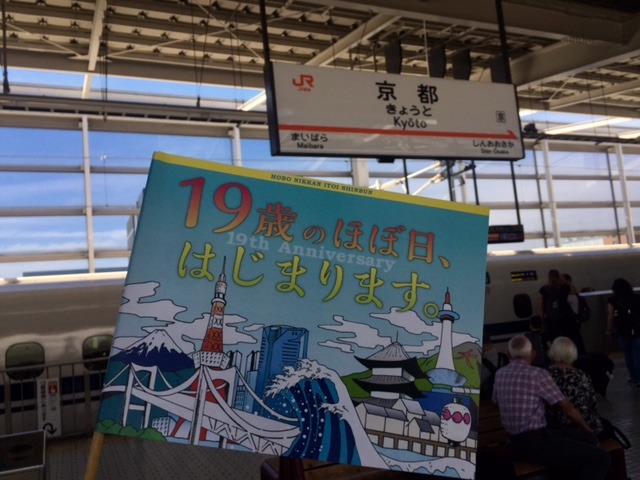 JR
京都
きょうと
Kyōto
まいばら
Maibara
しんおおさか
Shin-Ōsaka
HOBO NIKKAN ITOI SHINBUN
19歳のほぼ日、
19th Anniversary
はじまります。